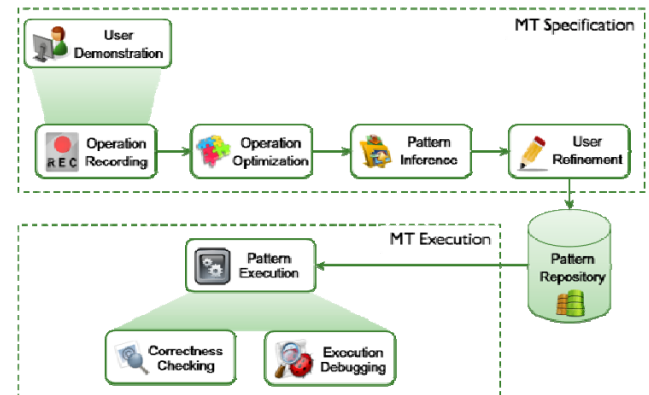 MT Specification
User
Demonstration
REC
Operation
Recording
Operation
Optimization
Pattern
Inference
User
Refinement
MT Execution
Pattern
Execution
Pattern
Repository
Correctness
Checking
Execution
Debugging